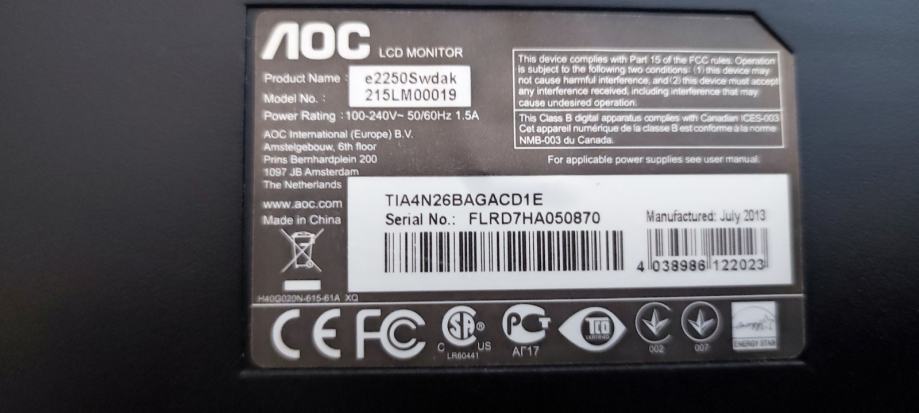 AOC LCD MONITOR
Product Name : e2250Swdak
Model No. : 215LM00019
Power Rating : 100-240V~ 50/60Hz 1.5A
AOC International (Europe) B.V.
Amstelgebouw, 6th floor
Prins Bernhardplein 200
1097 JB Amsterdam
The Netherlands
www.aoc.com
Made in China
H40G020N-615-61A XQ
This device complies with Part 15 of the FCC rules. Operation
is subject to the following two conditions: (1) this device may
not cause harmful interference, and (2) this device must accept
any interference received, including interference that may
cause undesired operation.
This Class B digital apparatus complies with Canadian ICES-003
Cet appareil numérique de la classe B est conforme à la norme
NMB-003 du Canada.
For applicable power supplies see user manual.
TIA4N26BAGACD1E
Serial No.: FLRD7HA050870
Manufactured: July 2013
4 038986 122023
CE FC
C SA ® C US
LR60441
PCT
АГ17
TCO
CERTIFIED
002
007
ENERGY STAR